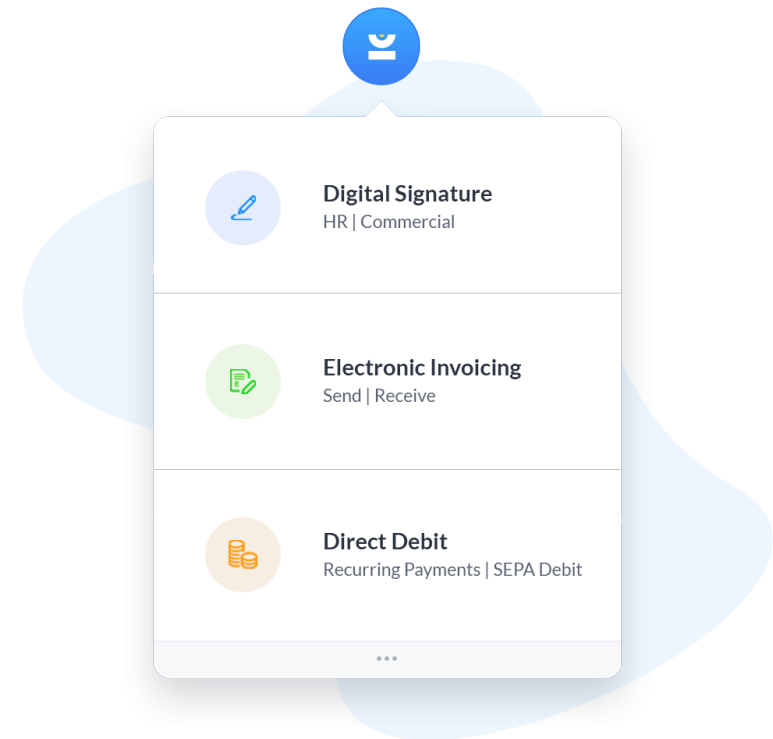 Digital Signature
HR | Commercial
Electronic Invoicing
Send | Receive
Direct Debit
Recurring Payments | SEPA Debit